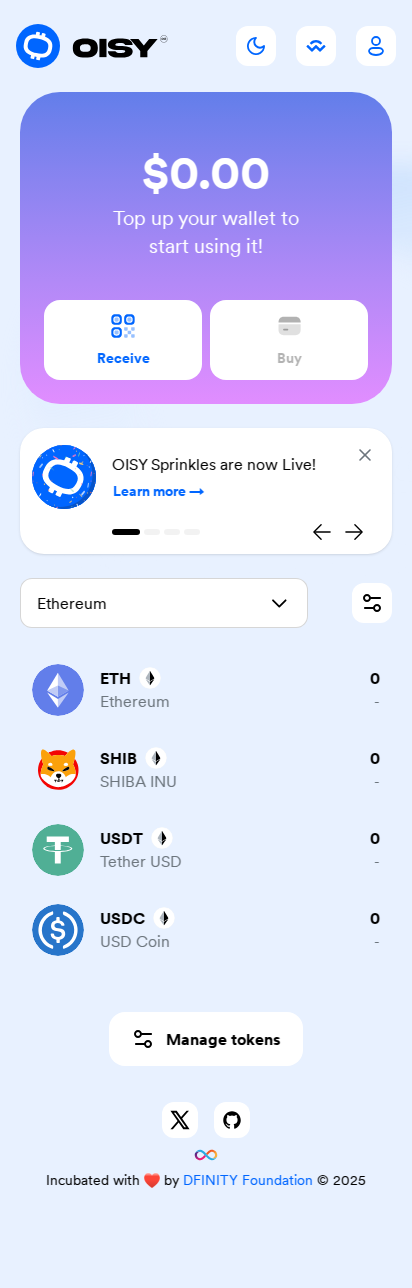 OISY
$0.00
Top up your wallet to
start using it!
Receive
Buy
OISY Sprinkles are now Live!
Learn more →
Ethereum
ETH
0
Ethereum
-
SHIB
0
SHIBA INU
-
USDT
0
Tether USD
-
USDC
0
USD Coin
-
Manage tokens
Incubated with ❤️ by DFINITY Foundation © 2025